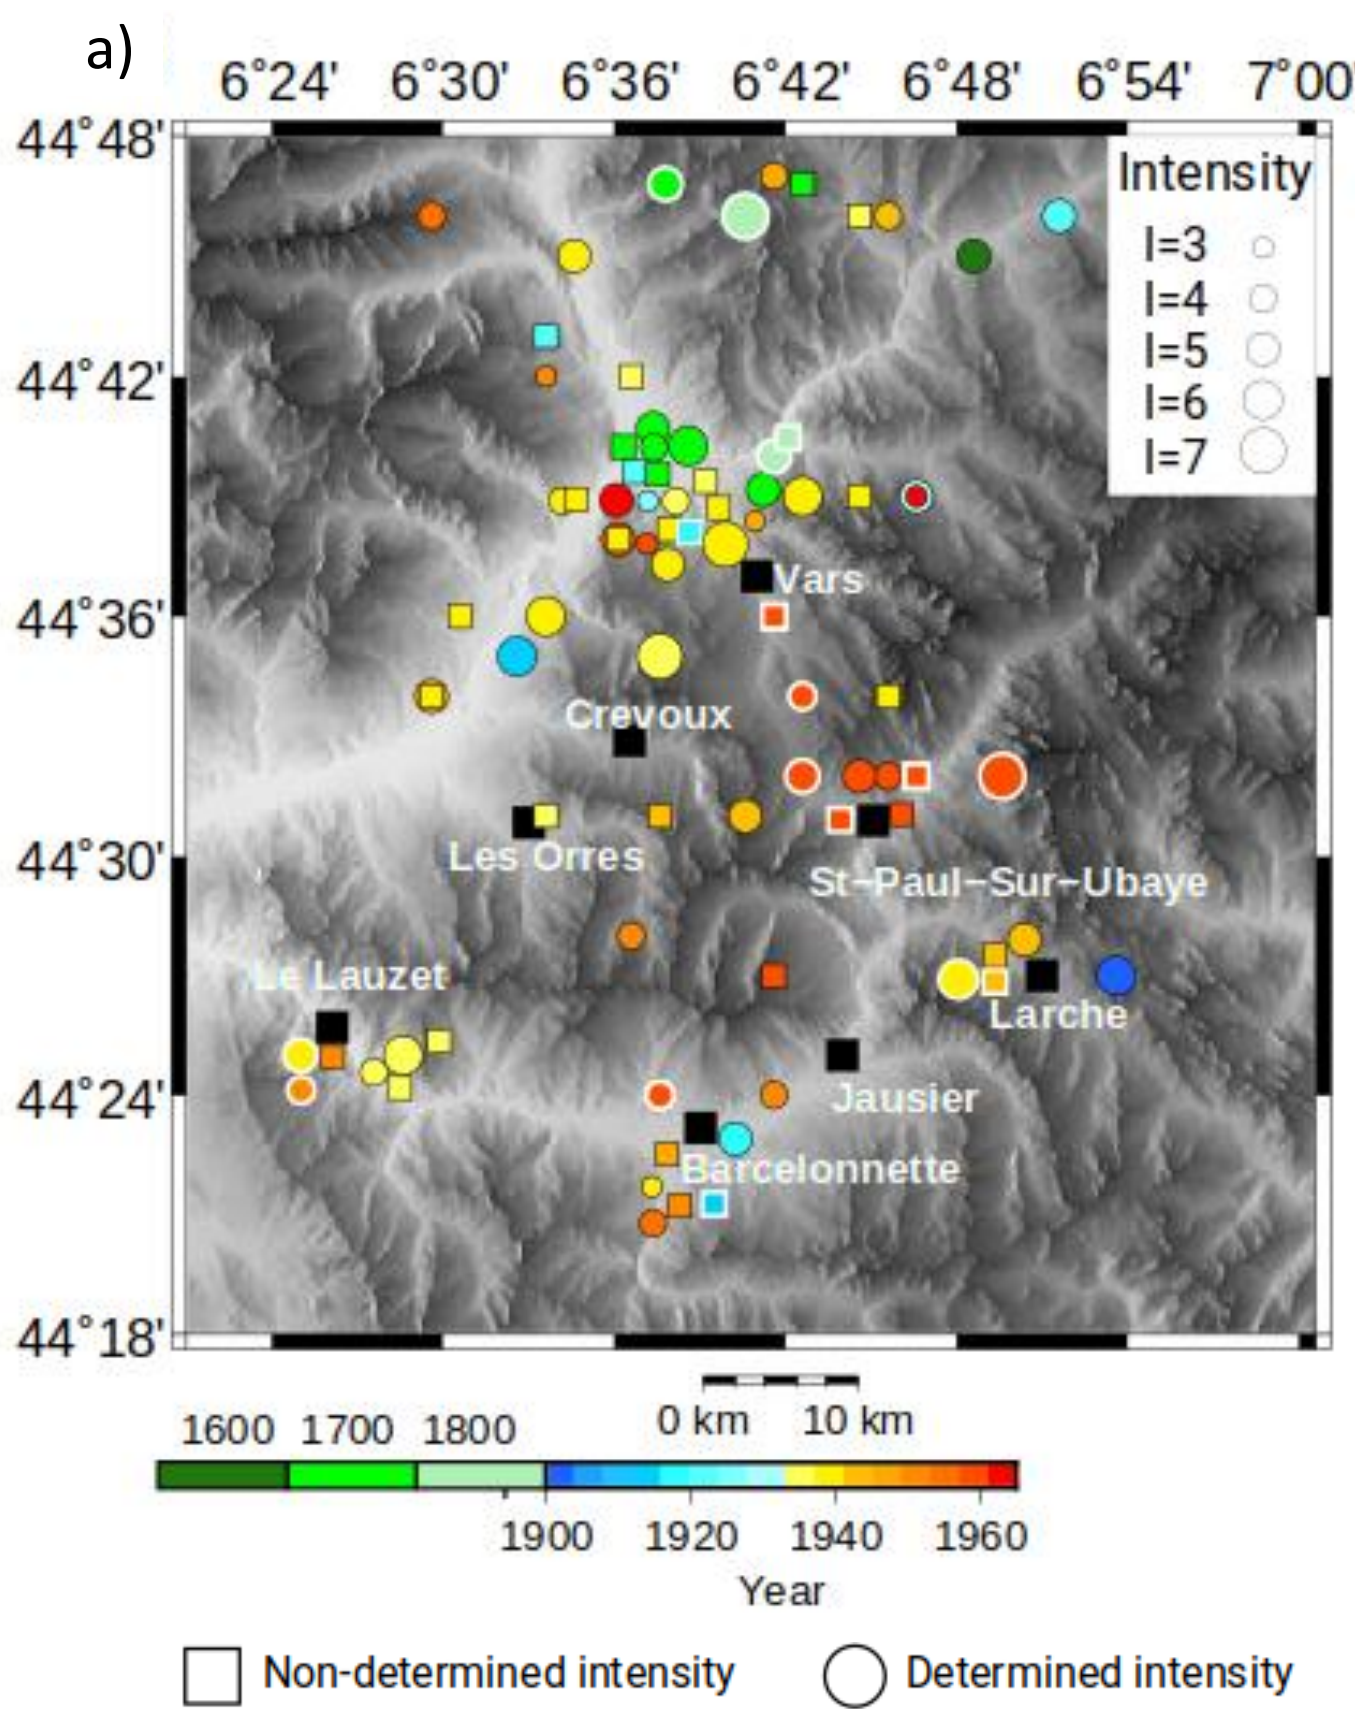 a)
6°24' 6°30' 6°36' 6°42' 6°48' 6°54' 7°00'
44°48'
44°42'
44°36'
44°30'
44°24'
44°18'
Intensity
I=3
I=4
I=5
I=6
I=7
Vars
Crevoux
Les Orres
St-Paul-Sur-Ubaye
Le Lauzet
Larche
Jausier
Barcelonnette
0 km 10 km
1600 1700 1800
1900 1920 1940 1960
Year
Non-determined intensity
Determined intensity